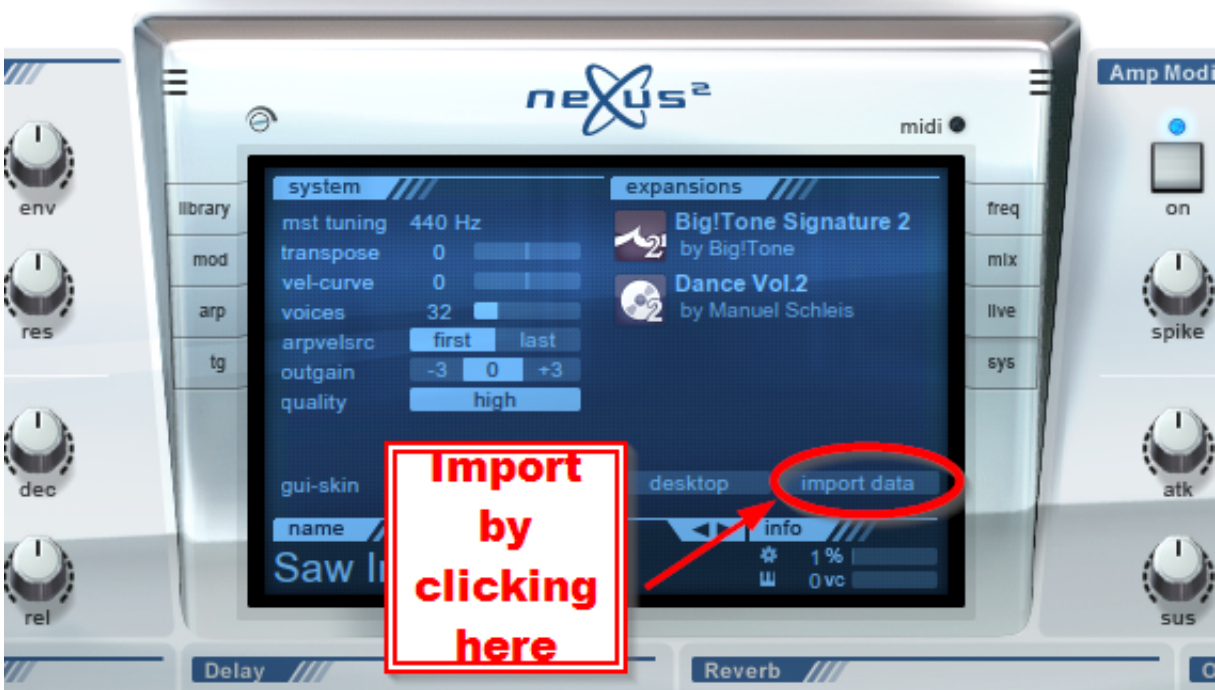 Amp Modi
nexus²
midi
env
res
dec
rel
library
mod
arp
tg
system
mst tuning 440 Hz
transpose 0
vel-curve 0
voices 32
arpvelsrc first last
outgain -3 0 +3
quality high
gui-skin
expansions
Big!Tone Signature 2
by Big!Tone
Dance Vol.2
by Manuel Schleis
desktop import data
Import
by
clicking
here
name
Saw
info
1 %
0 vc
freq
mix
live
sys
on
spike
atk
sus
Delay
Reverb